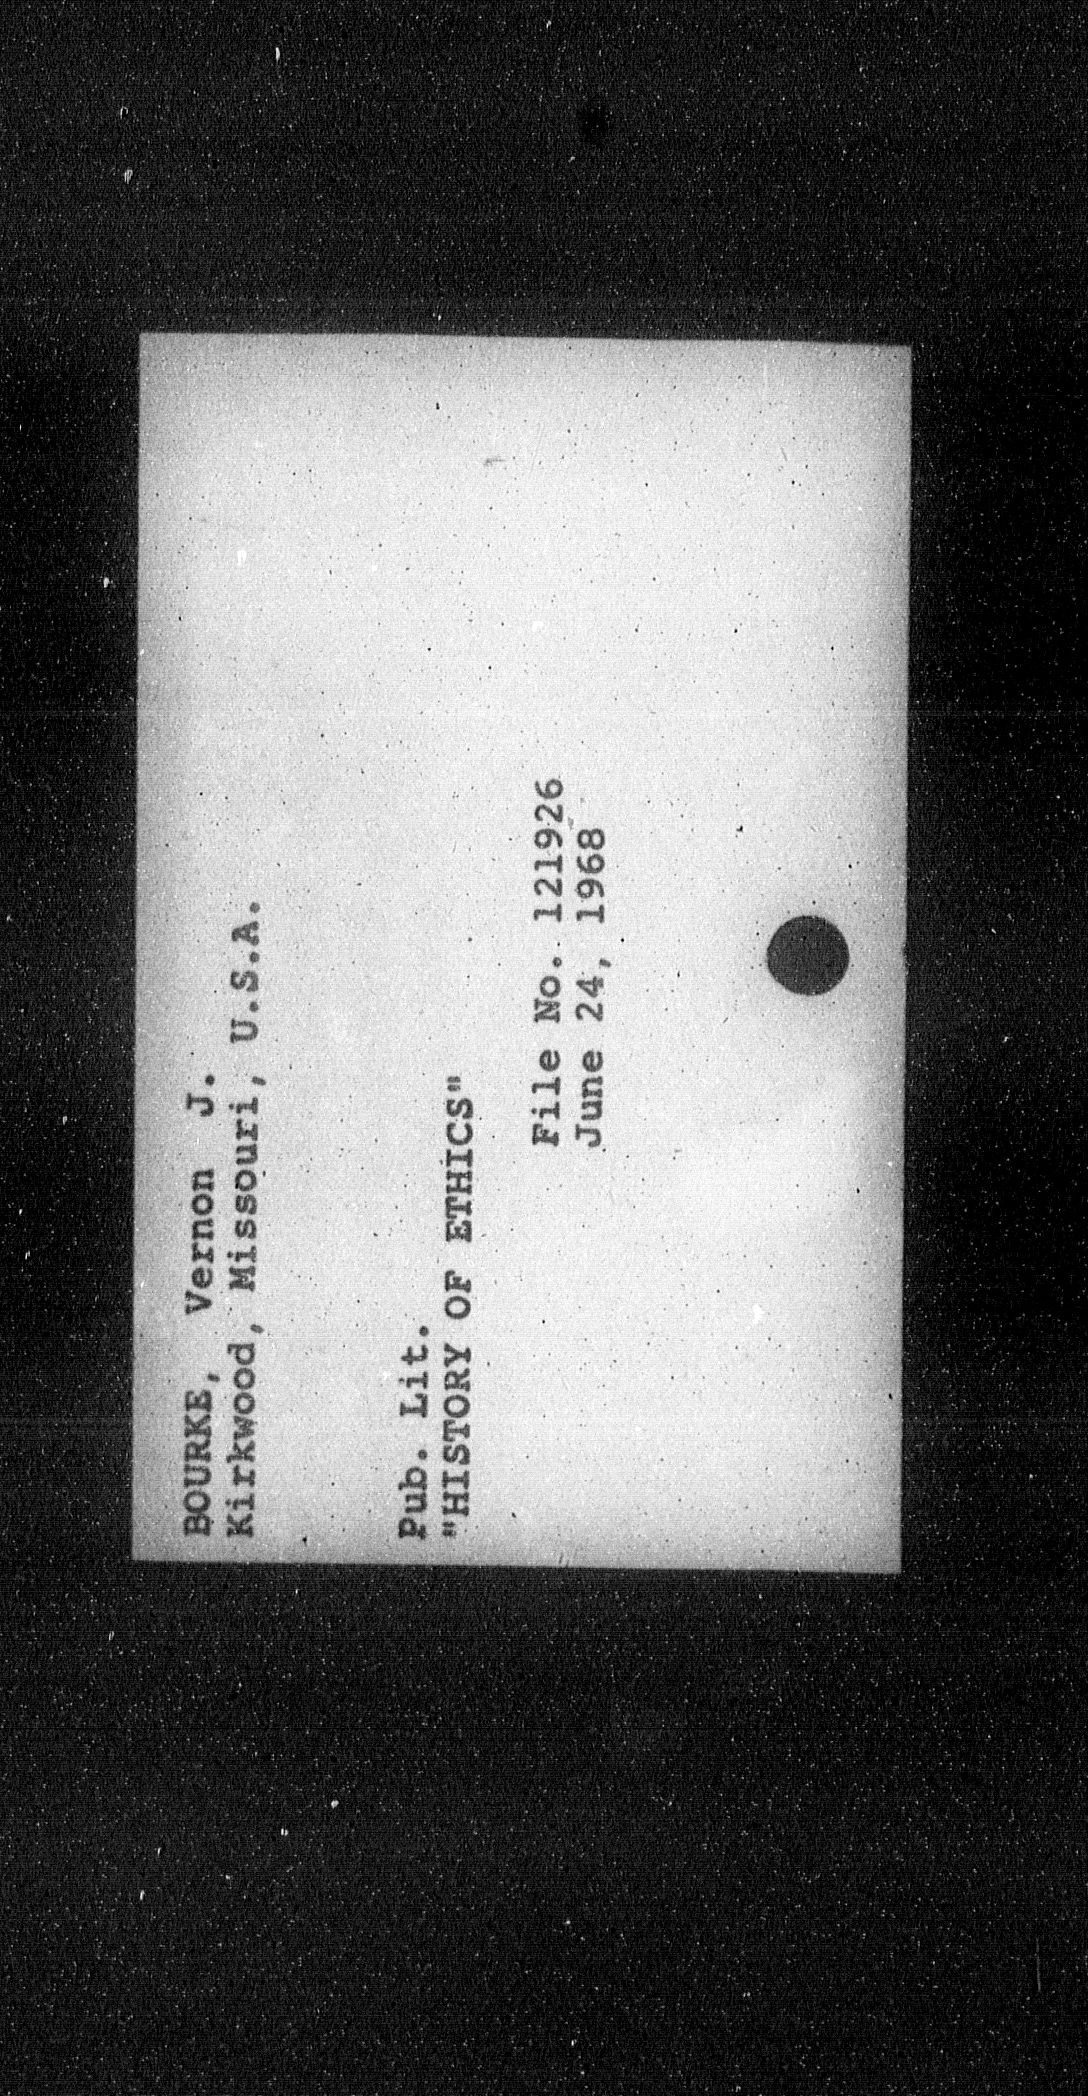 BOURKE, Vernon J.
Kirkwood, Missouri, U.S.A.
Pub. Lit.
"HISTORY OF ETHICS"
File No. 121926
June 24, 1968